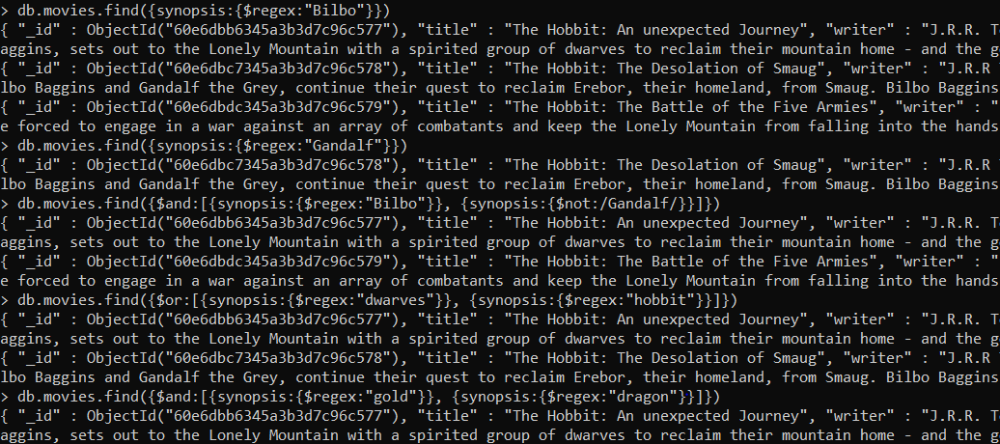 > db.movies.find({synopsis:{$regex:"Bilbo"}})
{ "_id" : ObjectId("60e6dbb6345a3b3d7c96c577"), "title" : "The Hobbit: An unexpected Journey", "writer" : "J.R.R. T
aggins, sets out to the Lonely Mountain with a spirited group of dwarves to reclaim their mountain home - and the g
{ "_id" : ObjectId("60e6dbc7345a3b3d7c96c578"), "title" : "The Hobbit: The Desolation of Smaug", "writer" : "J.R.R
lbo Baggins and Gandalf the Grey, continue their quest to reclaim Erebor, their homeland, from Smaug. Bilbo Baggins
{ "_id" : ObjectId("60e6dbdc345a3b3d7c96c579"), "title" : "The Hobbit: The Battle of the Five Armies", "writer" : "
e forced to engage in a war against an array of combatants and keep the Lonely Mountain from falling into the hands
> db.movies.find({synopsis:{$regex:"Gandalf"}})
{ "_id" : ObjectId("60e6dbc7345a3b3d7c96c578"), "title" : "The Hobbit: The Desolation of Smaug", "writer" : "J.R.R
lbo Baggins and Gandalf the Grey, continue their quest to reclaim Erebor, their homeland, from Smaug. Bilbo Baggins
> db.movies.find({$and:[{synopsis:{$regex:"Bilbo"}}, {synopsis:{$not:/Gandalf/}}]})
{ "_id" : ObjectId("60e6dbb6345a3b3d7c96c577"), "title" : "The Hobbit: An unexpected Journey", "writer" : "J.R.R. T
aggins, sets out to the Lonely Mountain with a spirited group of dwarves to reclaim their mountain home - and the g
{ "_id" : ObjectId("60e6dbdc345a3b3d7c96c579"), "title" : "The Hobbit: The Battle of the Five Armies", "writer" : "
e forced to engage in a war against an array of combatants and keep the Lonely Mountain from falling into the hands
> db.movies.find({$or:[{synopsis:{$regex:"dwarves"}}, {synopsis:{$regex:"hobbit"}}]})
{ "_id" : ObjectId("60e6dbb6345a3b3d7c96c577"), "title" : "The Hobbit: An unexpected Journey", "writer" : "J.R.R. T
aggins, sets out to the Lonely Mountain with a spirited group of dwarves to reclaim their mountain home - and the g
{ "_id" : ObjectId("60e6dbc7345a3b3d7c96c578"), "title" : "The Hobbit: The Desolation of Smaug", "writer" : "J.R.R
lbo Baggins and Gandalf the Grey, continue their quest to reclaim Erebor, their homeland, from Smaug. Bilbo Baggins
> db.movies.find({$and:[{synopsis:{$regex:"gold"}}, {synopsis:{$regex:"dragon"}}]})
{ "_id" : ObjectId("60e6dbb6345a3b3d7c96c577"), "title" : "The Hobbit: An unexpected Journey", "writer" : "J.R.R. T
aggins, sets out to the Lonely Mountain with a spirited group of dwarves to reclaim their mountain home - and the g